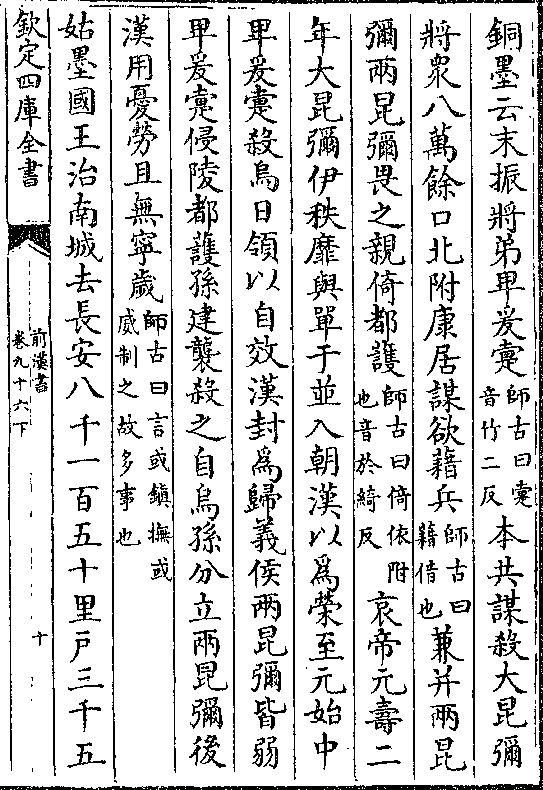 銅墨云末振將弟卑爰疐師古曰疐音竹二反本共謀殺大昆彌
將衆八萬餘口北附康居謀欲藉兵師古曰藉借也兼并兩昆
彌兩昆彌畏之親倚都護師古曰倚依附也音於綺反哀帝元壽二
年大昆彌伊秩靡與單于並入朝漢以為榮至元始中
卑爰疐殺烏日領以自效漢封為歸義侯兩昆彌皆弱
卑爰疐侵陵都護孫建襲殺之自烏孫分立兩昆彌後
漢用憂勞且無寧歲師古曰言或鎮撫或威制之故多事也
姑墨國王治南城去長安八千一百五十里戶三千五
欽定四庫全書
前漢書
卷九十六下
十